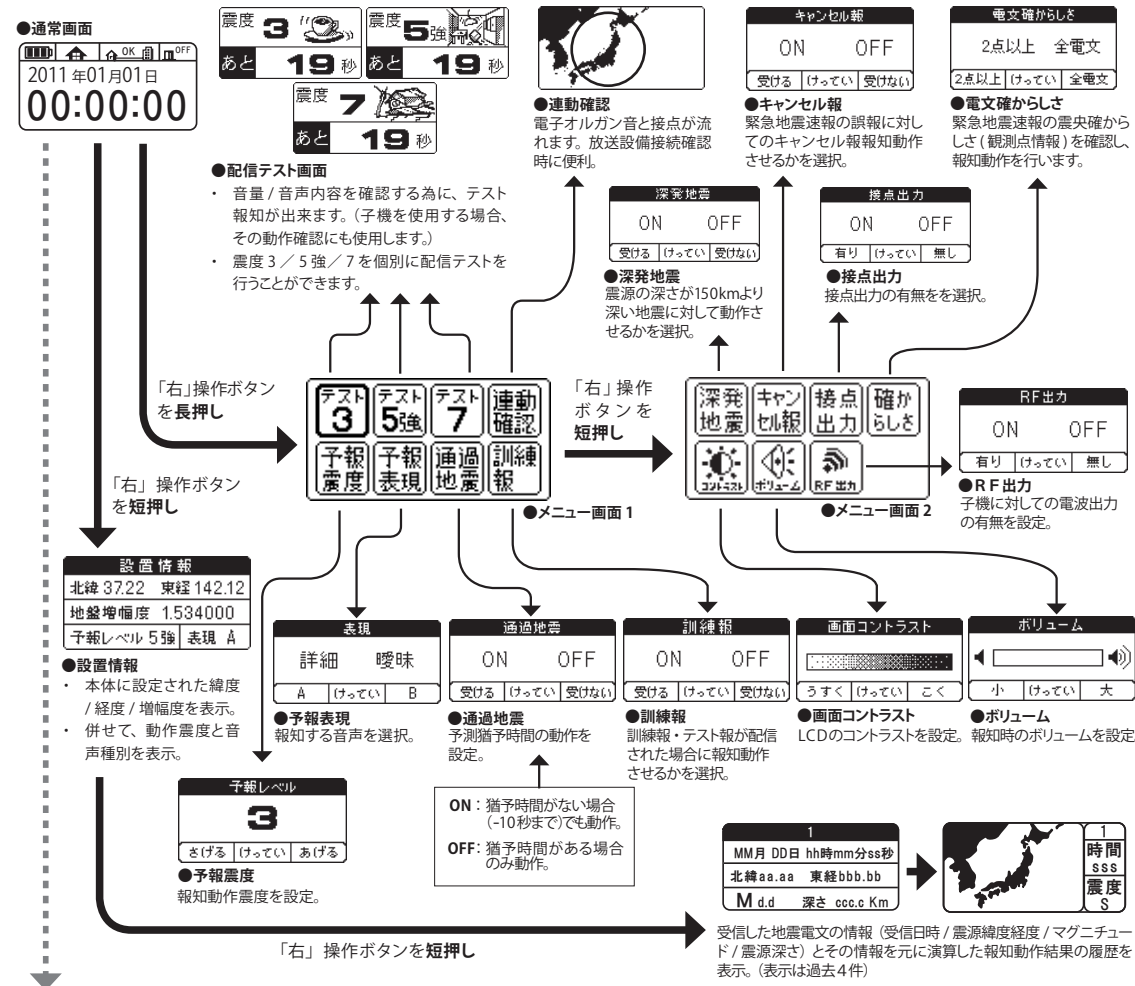 ●通常画面
OK
OFF
2011 年01月01日
00:00:00
震度 3
あと 19 秒
震度 5強
あと 19 秒
震度 7
あと 19 秒
●配信テスト画面
・ 音量 / 音声内容を確認する為に、テスト
報知が出来ます。（子機を使用する場合、
その動作確認にも使用します。）
・ 震度 3 ／ 5 強／ 7 を個別に配信テストを
行うことができます。
●連動確認
電子オルガン音と接点が流
れます。放送設備接続確認
時に便利。
キャンセル報
ON OFF
受ける けってい 受けない
●キャンセル報
緊急地震速報の誤報に対し
てのキャンセル報報知動作
させるかを選択。
電文確からしさ
2点以上 全電文
2点以上 けってい 全電文
●電文確からしさ
緊急地震速報の震央確から
しさ ( 観測点情報 ) を確認し、
報知動作を行います。
深発地震
ON OFF
受ける けってい 受けない
●深発地震
震源の深さが150kmより
深い地震に対して動作さ
せるかを選択。
接点出力
ON OFF
有り けってい 無し
●接点出力
接点出力の有無をを選択。
「右」操作ボタン
を長押し
テスト 3
テスト 5強
テスト 7
連動確認
予報震度
予報表現
通過地震
訓練報
●メニュー画面 1
「右」操作
ボタンを
短押し
深発地震
キャンセル報
接点出力
確からしさ
コントラスト
ボリューム
RF出力
●メニュー画面 2
RF出力
ON OFF
有り けってい 無し
●ＲＦ出力
子機に対しての電波出力
の有無を設定。
「右」操作ボタン
を短押し
設置情報
北緯 37.22 東経 142.12
地盤増幅度 1.534000
予報レベル 5強 表現 A
●設置情報
・ 本体に設定された緯度
/ 経度 / 増幅度を表示。
・ 併せて、動作震度と音
声種別を表示。
表現
詳細 曖昧
A けってい B
●予報表現
報知する音声を選択。
通過地震
ON OFF
受ける けってい 受けない
●通過地震
予測猶予時間の動作を
設定。
訓練報
ON OFF
受ける けってい 受けない
●訓練報
訓練報・テスト報が配信
された場合に報知動作
させるかを選択。
画面コントラスト
うすく けってい こく
●画面コントラスト
LCDのコントラストを設定。
ボリューム
小 けってい 大
●ボリューム
報知時のボリュームを設定
予報レベル
3
さげる けってい あげる
●予報震度
報知動作震度を設定。
ON：猶予時間がない場合
（-10秒まで）でも動作。
OFF：猶予時間がある場合
のみ動作。
1
MM月 DD日 hh時mm分ss秒
北緯aa.aa 東経bbb.bb
M d.d 深さ ccc.c Km
1
時間
sss
震度
S
「右」操作ボタンを短押し
受信した地震電文の情報（受信日時 / 震源緯度経度 / マグニチュー
ド / 震源深さ）とその情報を元に演算した報知動作結果の履歴を
表示。（表示は過去４件）